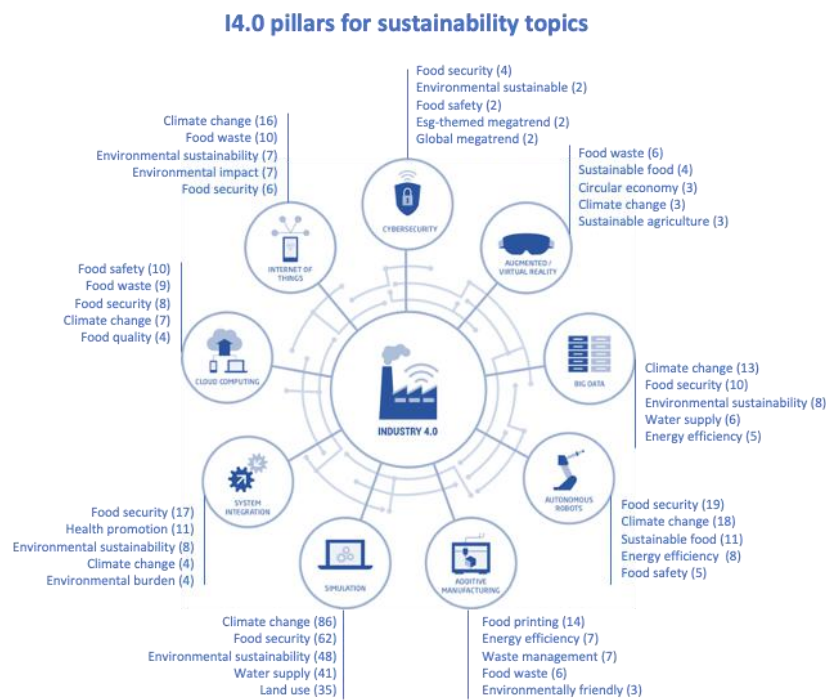 I4.0 pillars for sustainability topics
Food security (4)
Environmental sustainable (2)
Food safety (2)
Esg-themed megatrend (2)
Global megatrend (2)
CYBERSECURITY
Food waste (6)
Sustainable food (4)
Circular economy (3)
Climate change (3)
Sustainable agriculture (3)
AUGMENTED /
VIRTUAL REALITY
Climate change (13)
Food security (10)
Environmental sustainability (8)
Water supply (6)
Energy efficiency (5)
BIG DATA
Food security (19)
Climate change (18)
Sustainable food (11)
Energy efficiency (8)
Food safety (5)
AUTONOMOUS
ROBOTS
Food printing (14)
Energy efficiency (7)
Waste management (7)
Food waste (6)
Environmentally friendly (3)
ADDITIVE
MANUFACTURING
Climate change (86)
Food security (62)
Environmental sustainability (48)
Water supply (41)
Land use (35)
SIMULATION
Food security (17)
Health promotion (11)
Environmental sustainability (8)
Climate change (4)
Environmental burden (4)
SYSTEM
INTEGRATION
Food safety (10)
Food waste (9)
Food security (8)
Climate change (7)
Food quality (4)
CLOUD COMPUTING
Climate change (16)
Food waste (10)
Environmental sustainability (7)
Environmental impact (7)
Food security (6)
INTERNET OF
THINGS
INDUSTRY 4.0